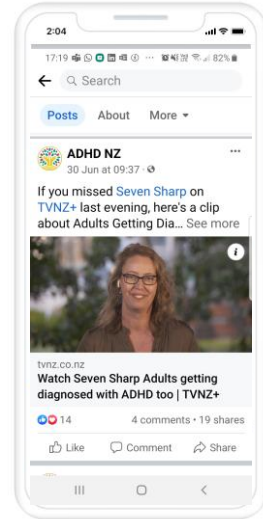 2:04
17:19 82%
Search
Posts About More
ADHD NZ
30 Jun at 09:37 ·
If you missed Seven Sharp on
TVNZ+ last evening, here's a clip
about Adults Getting Dia... See more
tvnz.co.nz
Watch Seven Sharp Adults getting
diagnosed with ADHD too | TVNZ+
14 4 comments • 19 shares
Like Comment Share